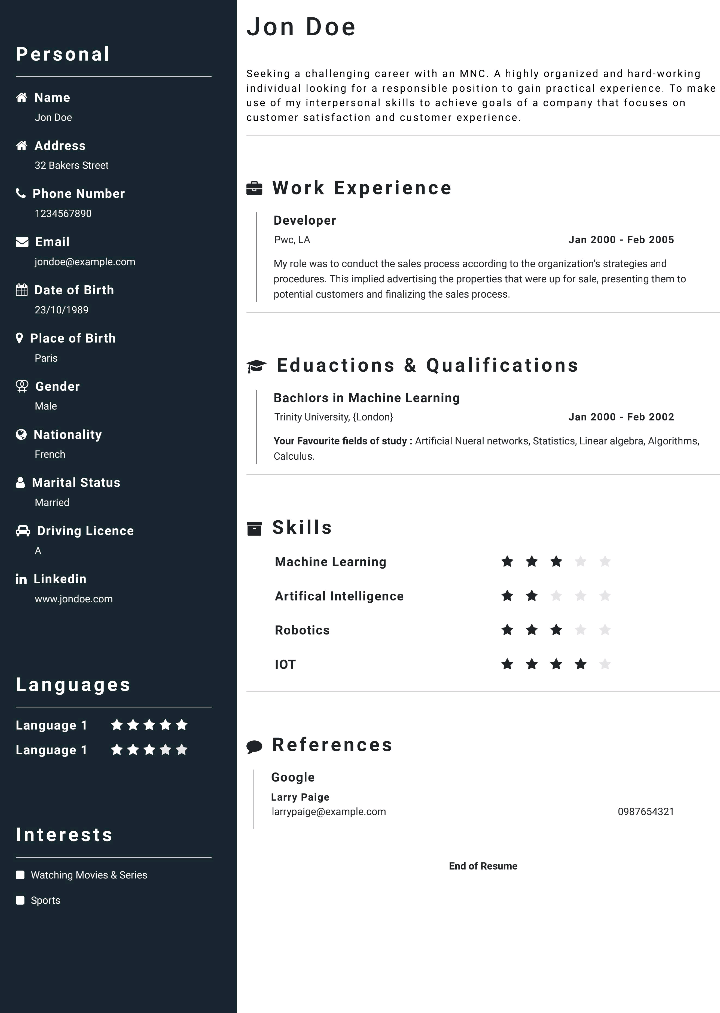 Personal
Name
Jon Doe
Address
32 Bakers Street
Phone Number
1234567890
Email
jondoe@example.com
Date of Birth
23/10/1989
Place of Birth
Paris
Gender
Male
Nationality
French
Marital Status
Married
Driving Licence
A
in Linkedin
www.jondoe.com
Languages
Language 1
Language 1
Interests
Watching Movies & Series
Sports
Jon Doe
Seeking a challenging career with an MNC. A highly organized and hard-working
individual looking for a responsible position to gain practical experience. To make
use of my interpersonal skills to achieve goals of a company that focuses on
customer satisfaction and customer experience.
Work Experience
Developer
Pwc, LA Jan 2000 - Feb 2005
My role was to conduct the sales process according to the organization's strategies and
procedures. This implied advertising the properties that were up for sale, presenting them to
potential customers and finalizing the sales process.
Eduactions & Qualifications
Bachlors in Machine Learning
Trinity University, {London} Jan 2000 - Feb 2002
Your Favourite fields of study : Artificial Nueral networks, Statistics, Linear algebra, Algorithms,
Calculus.
Skills
Machine Learning
Artifical Intelligence
Robotics
IOT
References
Google
Larry Paige
larrypaige@example.com 0987654321
End of Resume